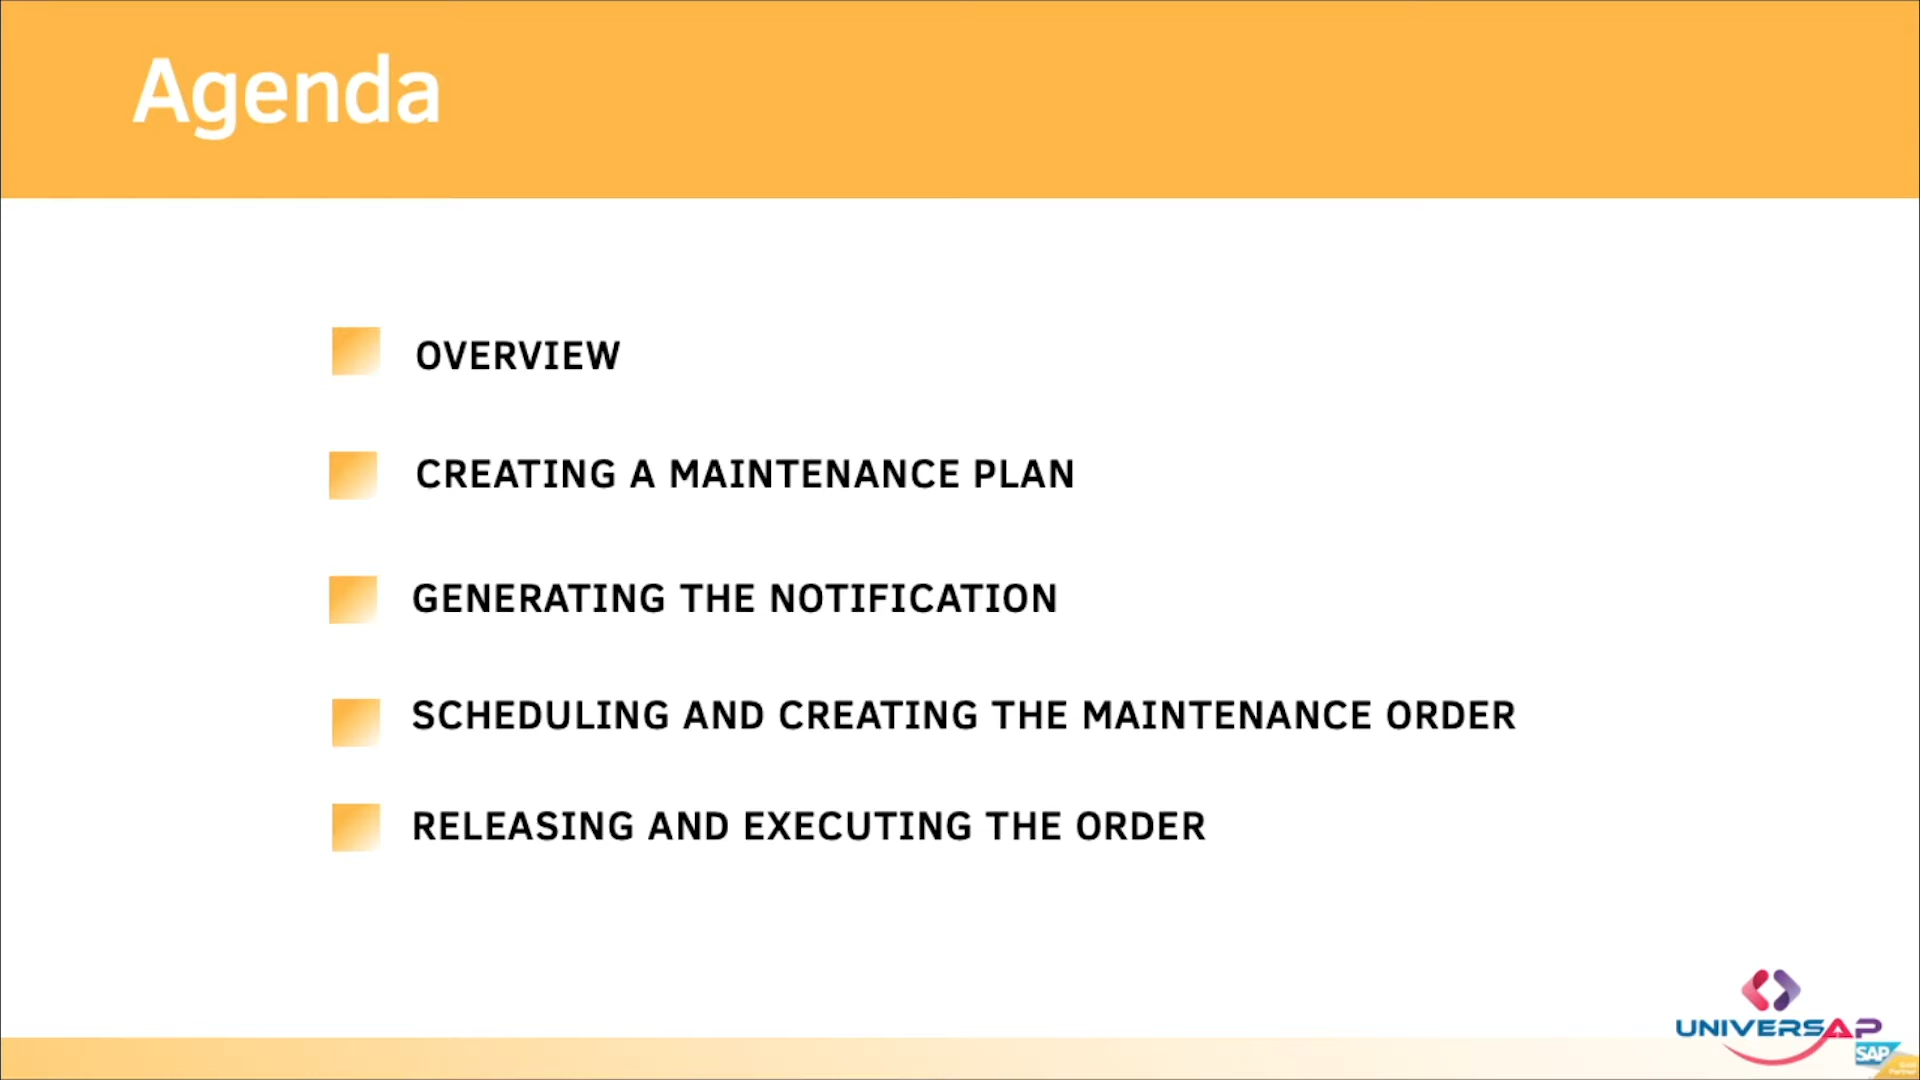 Agenda
OVERVIEW
CREATING A MAINTENANCE PLAN
GENERATING THE NOTIFICATION
SCHEDULING AND CREATING THE MAINTENANCE ORDER
RELEASING AND EXECUTING THE ORDER
UNIVERSAP
SAP
Partner